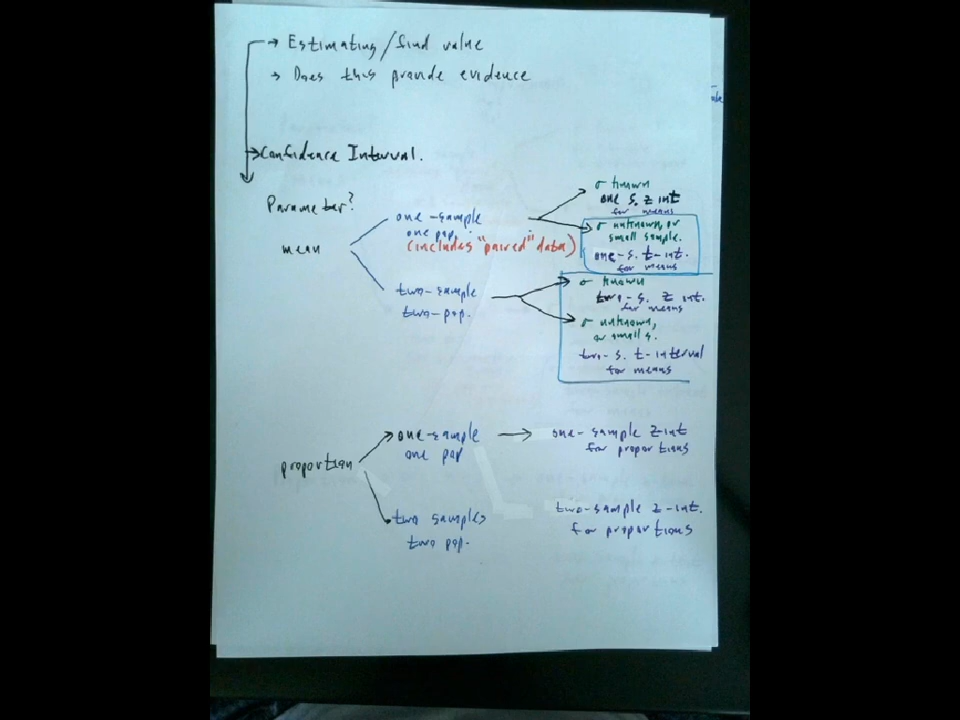 → Estimating/find value
→ Does this provide evidence
Confidence Interval.
Parameter?
mean
one-sample
one pop.
(includes "paired" data)
σ known
one s. z int
for means
σ unknown, or
small sample.
one-s. t-int.
for means
two-sample
two-pop.
σ known
two-s. z int.
for means
σ unknown,
or small s.
two-s. t-interval
for means
proportion
one-sample
one pop
one-sample z-int
for proportions
two samples
two pop.
two-sample z-int.
for proportions